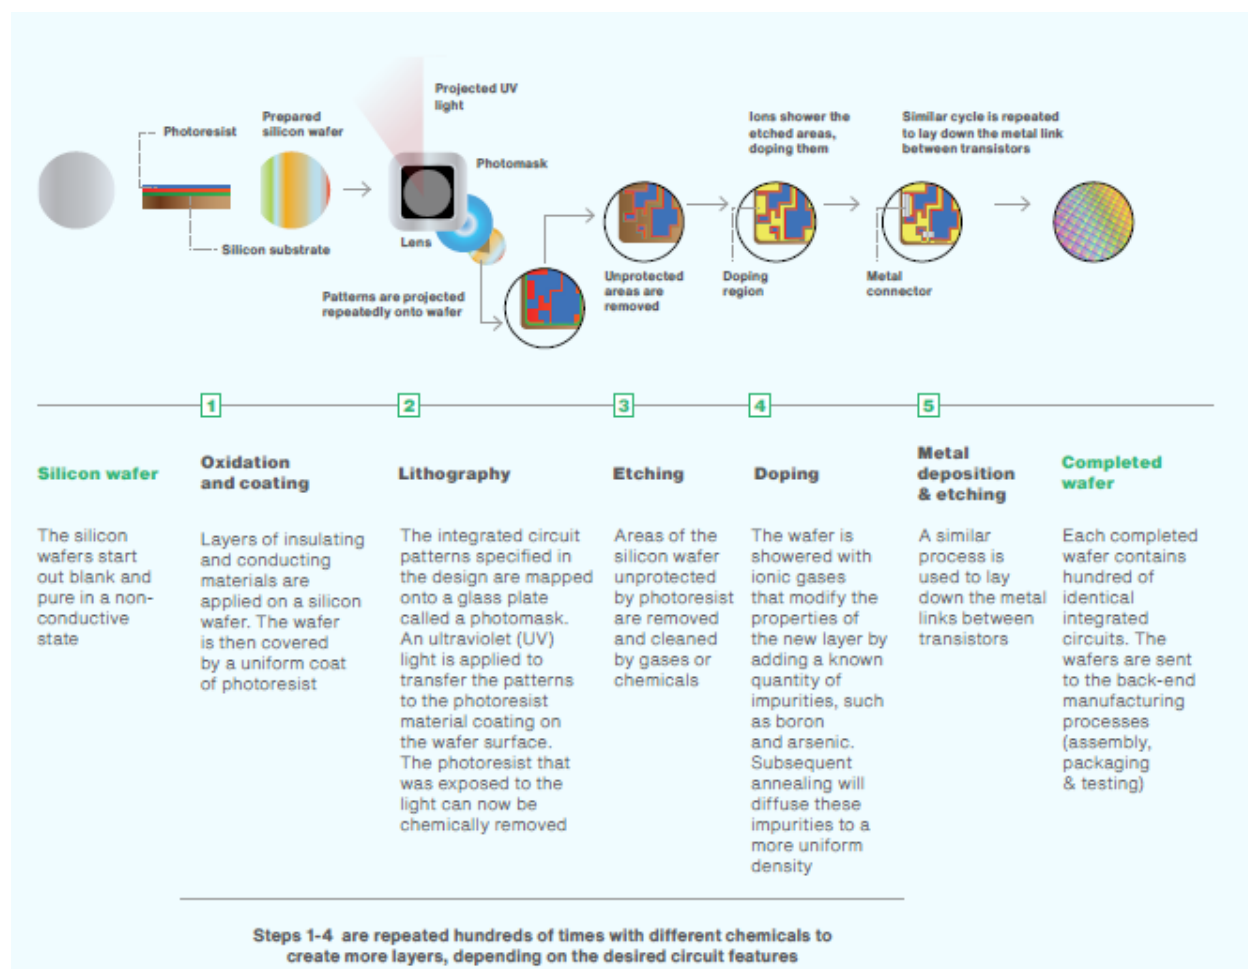 Projected UV
light
Prepared
silicon wafer
Photoresist
Ions shower the
etched areas,
doping them
Similar cycle is repeated
to lay down the metal link
between transistors
Photomask
Lens
Silicon substrate
Patterns are projected
repeatedly onto wafer
Unprotected
areas are
removed
Doping
region
Metal
connector
1
2
3
4
5
Silicon wafer
The silicon
wafers start
out blank and
pure in a non-
conductive
state
Oxidation
and coating
Layers of insulating
and conducting
materials are
applied on a silicon
wafer. The wafer
is then covered
by a uniform coat
of photoresist
Lithography
The integrated circuit
patterns specified in
the design are mapped
onto a glass plate
called a photomask.
An ultraviolet (UV)
light is applied to
transfer the patterns
to the photoresist
material coating on
the wafer surface.
The photoresist that
was exposed to the
light can now be
chemically removed
Etching
Areas of the
silicon wafer
unprotected
by photoresist
are removed
and cleaned
by gases or
chemicals
Doping
The wafer is
showered with
ionic gases
that modify the
properties of
the new layer by
adding a known
quantity of
impurities, such
as boron
and arsenic.
Subsequent
annealing will
diffuse these
impurities to a
more uniform
density
Metal
deposition
& etching
A similar
process is
used to lay
down the metal
links between
transistors
Completed
wafer
Each completed
wafer contains
hundred of
identical
integrated
circuits. The
wafers are sent
to the back-end
manufacturing
processes
(assembly,
packaging
& testing)
Steps 1-4 are repeated hundreds of times with different chemicals to
create more layers, depending on the desired circuit features